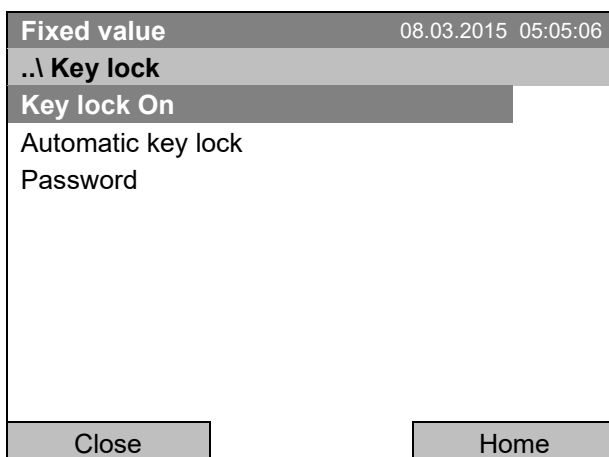 Fixed value 08.03.2015 05:05:06
..\ Key lock
Key lock On
Automatic key lock
Password
Close Home